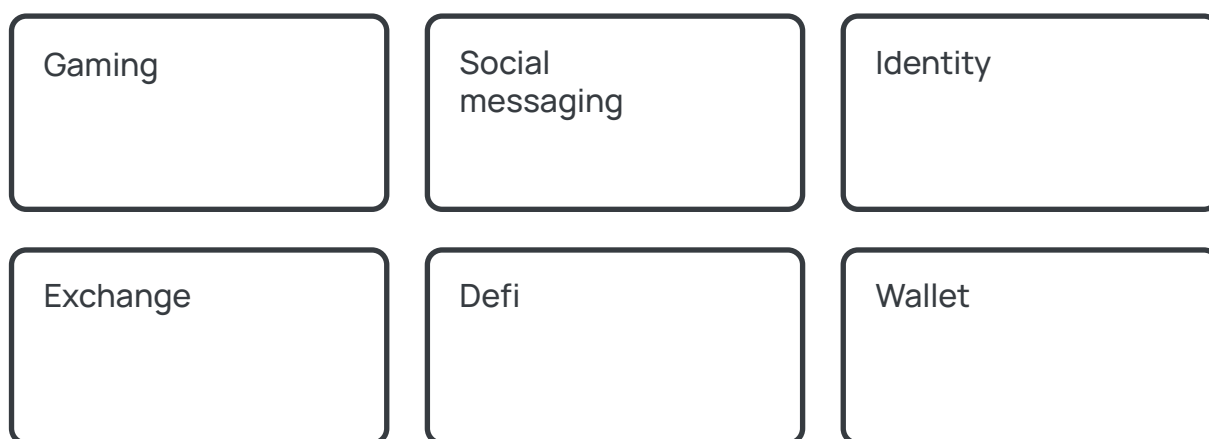 Gaming
Social
messaging
Identity
Exchange
Defi
Wallet